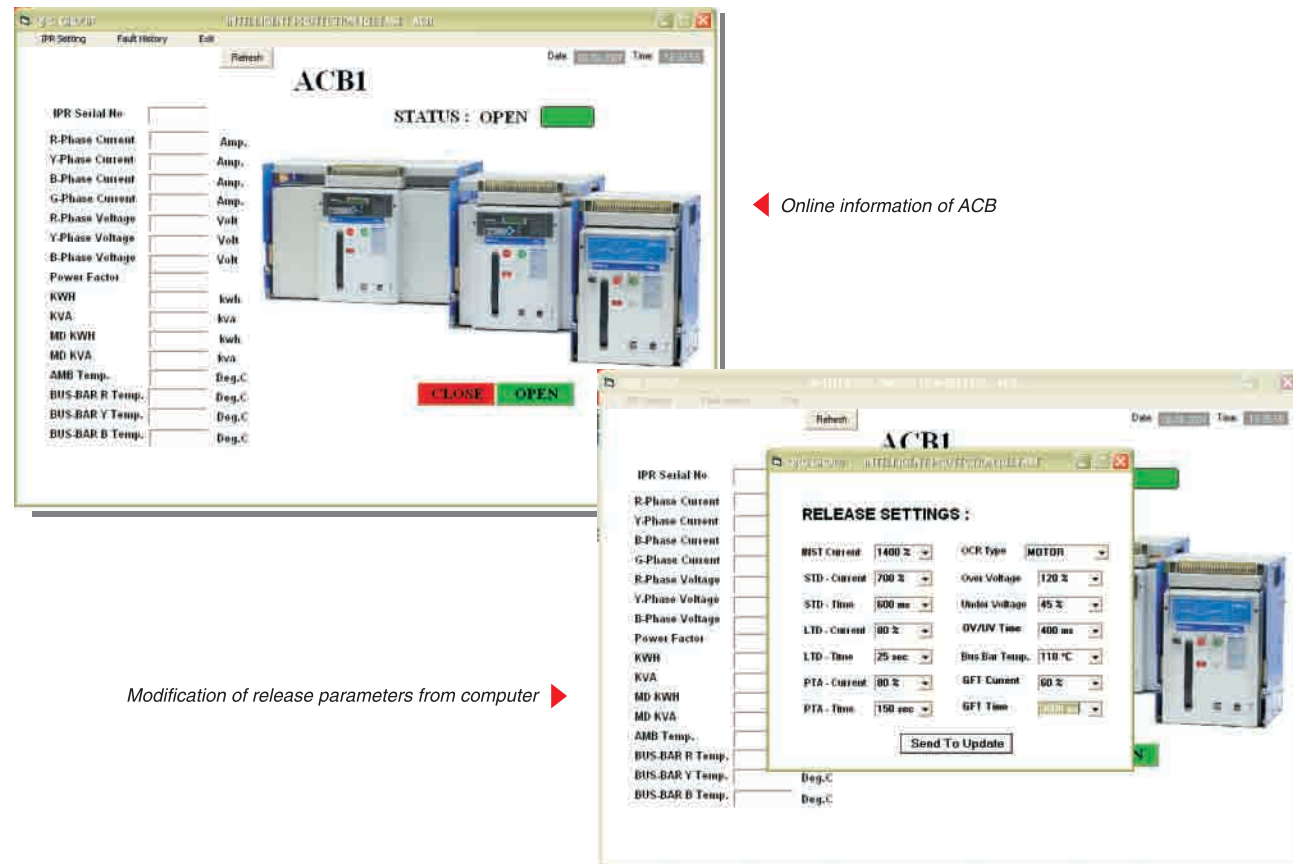 IPR Setting Fault History Exit
Refresh Date Time
ACB1
IPR Serial No
STATUS : OPEN
R-Phase Current Amp.
Y-Phase Current Amp.
B-Phase Current Amp.
G-Phase Current Amp.
R-Phase Voltage Volt
Y-Phase Voltage Volt
B-Phase Voltage Volt
Power Factor
KWH kwh
KVA kva
MD KWH kwh
MD KVA kva
AMB Temp. Deg.C
BUS-BAR R Temp. Deg.C
BUS-BAR Y Temp. Deg.C
BUS-BAR B Temp. Deg.C
CLOSE OPEN
Online information of ACB
Refresh Date Time
ACB1
IPR Serial No
R-Phase Current
Y-Phase Current
B-Phase Current
G-Phase Current
R-Phase Voltage
Y-Phase Voltage
B-Phase Voltage
Power Factor
KWH
KVA
MD KWH
MD KVA
AMB Temp.
BUS-BAR R Temp.
BUS-BAR Y Temp. Deg.C
BUS-BAR B Temp. Deg.C
RELEASE SETTINGS :
INST Current 1400 % OCR Type MOTOR
STD - Current 700 % Over Voltage 120 %
STD - Time 600 ms Under Voltage 45 %
LTD - Current 80 % OV/UV Time 400 ms
LTD - Time 25 sec Bus Bar Temp. 110 °C
PTA - Current 80 % GFT Current 60 %
PTA - Time 150 sec GFT Time
Send To Update
N
Modification of release parameters from computer